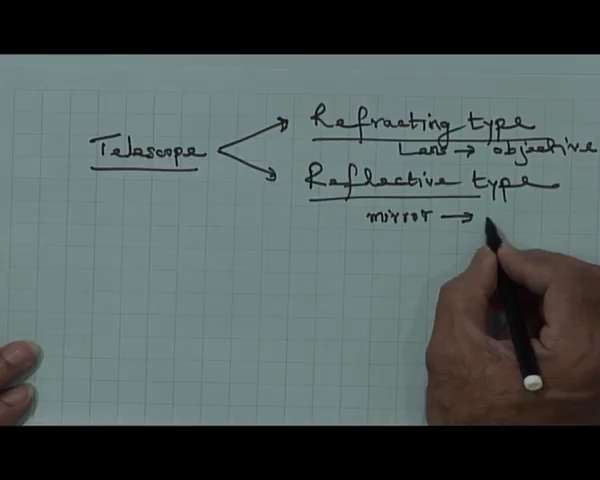 Refracting type
Telescope
Lens → objective
Reflective type
mirror →